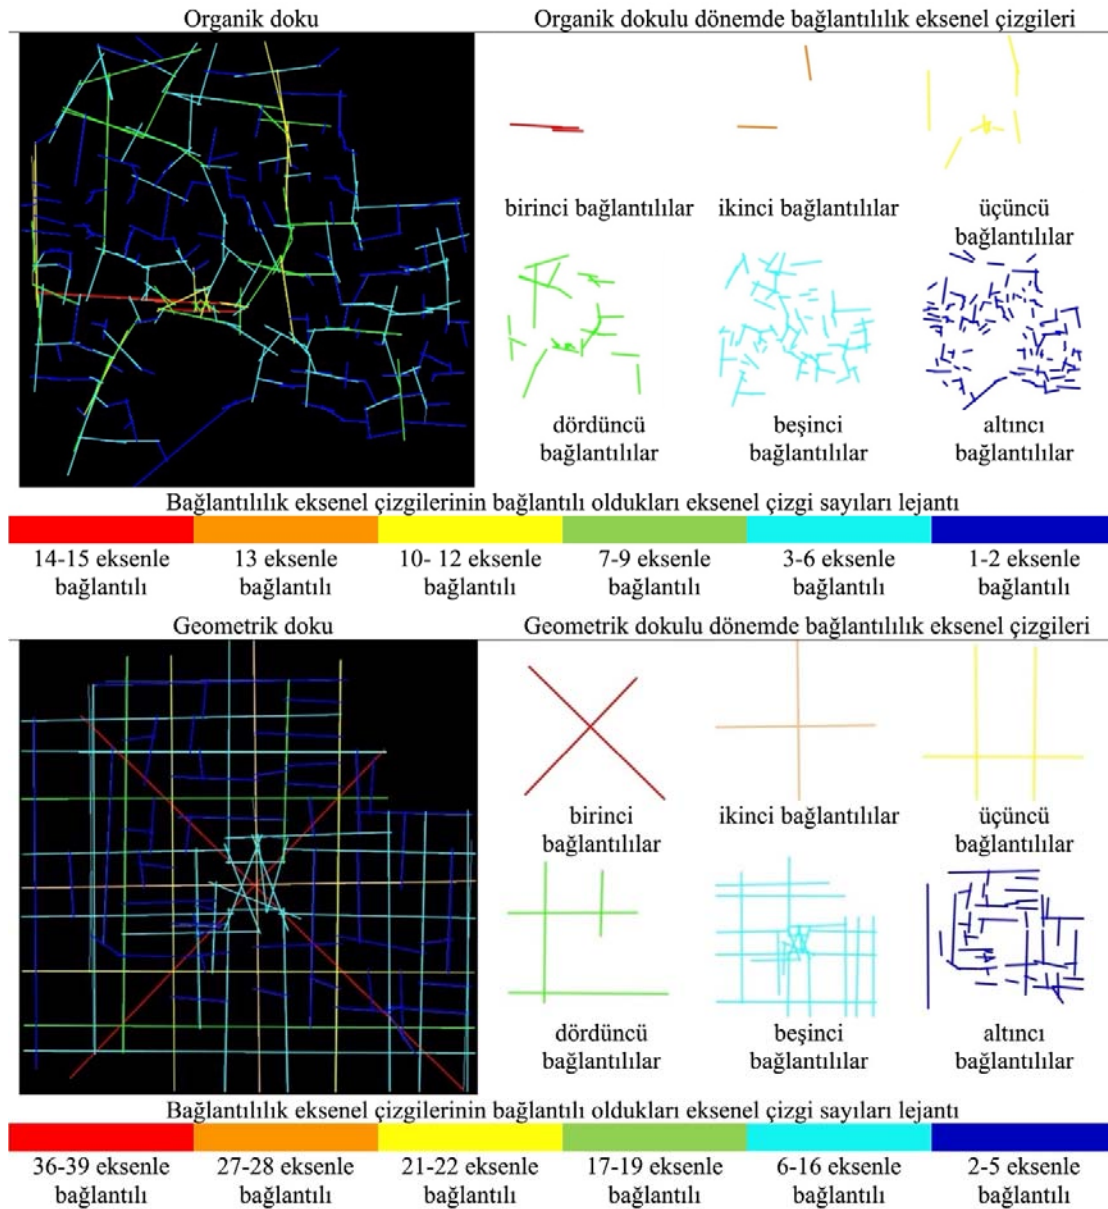 Organik doku
Organik dokulu dönemde bağlantılılık eksenel çizgileri
birinci bağlantılılar
ikinci bağlantılılar
üçüncü
bağlantılılar
dördüncü
bağlantılılar
beşinci
bağlantılılar
altıncı
bağlantılılar
Bağlantılılık eksenel çizgilerinin bağlantılı oldukları eksenel çizgi sayıları lejantı
14-15 eksenle
bağlantılı
13 eksenle
bağlantılı
10- 12 eksenle
bağlantılı
7-9 eksenle
bağlantılı
3-6 eksenle
bağlantılı
1-2 eksenle
bağlantılı
Geometrik doku
Geometrik dokulu dönemde bağlantılılık eksenel çizgileri
birinci
bağlantılılar
ikinci bağlantılılar
üçüncü
bağlantılılar
dördüncü
bağlantılılar
beşinci
bağlantılılar
altıncı
bağlantılılar
Bağlantılılık eksenel çizgilerinin bağlantılı oldukları eksenel çizgi sayıları lejantı
36-39 eksenle
bağlantılı
27-28 eksenle
bağlantılı
21-22 eksenle
bağlantılı
17-19 eksenle
bağlantılı
6-16 eksenle
bağlantılı
2-5 eksenle
bağlantılı